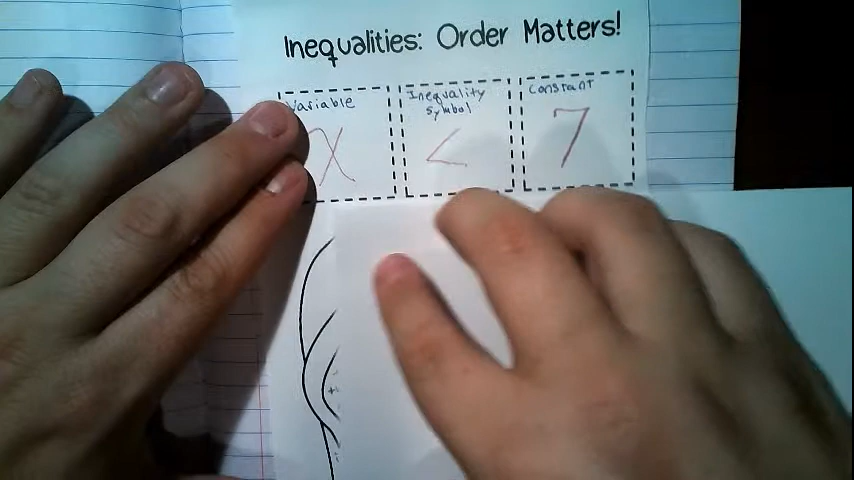 Inequalities: Order Matters!
Variable
x
Inequality
symbol
<
Constant
7